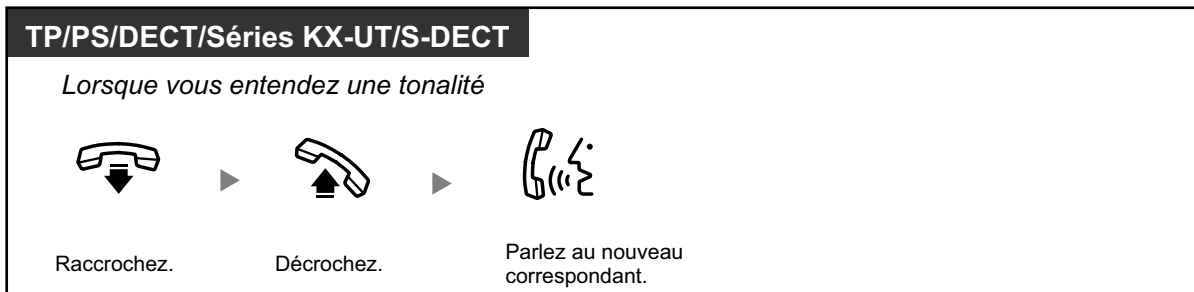 TP/PS/DECT/Séries KX-UT/S-DECT
Lorsque vous entendez une tonalité
Raccrochez.
Décrochez.
Parlez au nouveau
correspondant.